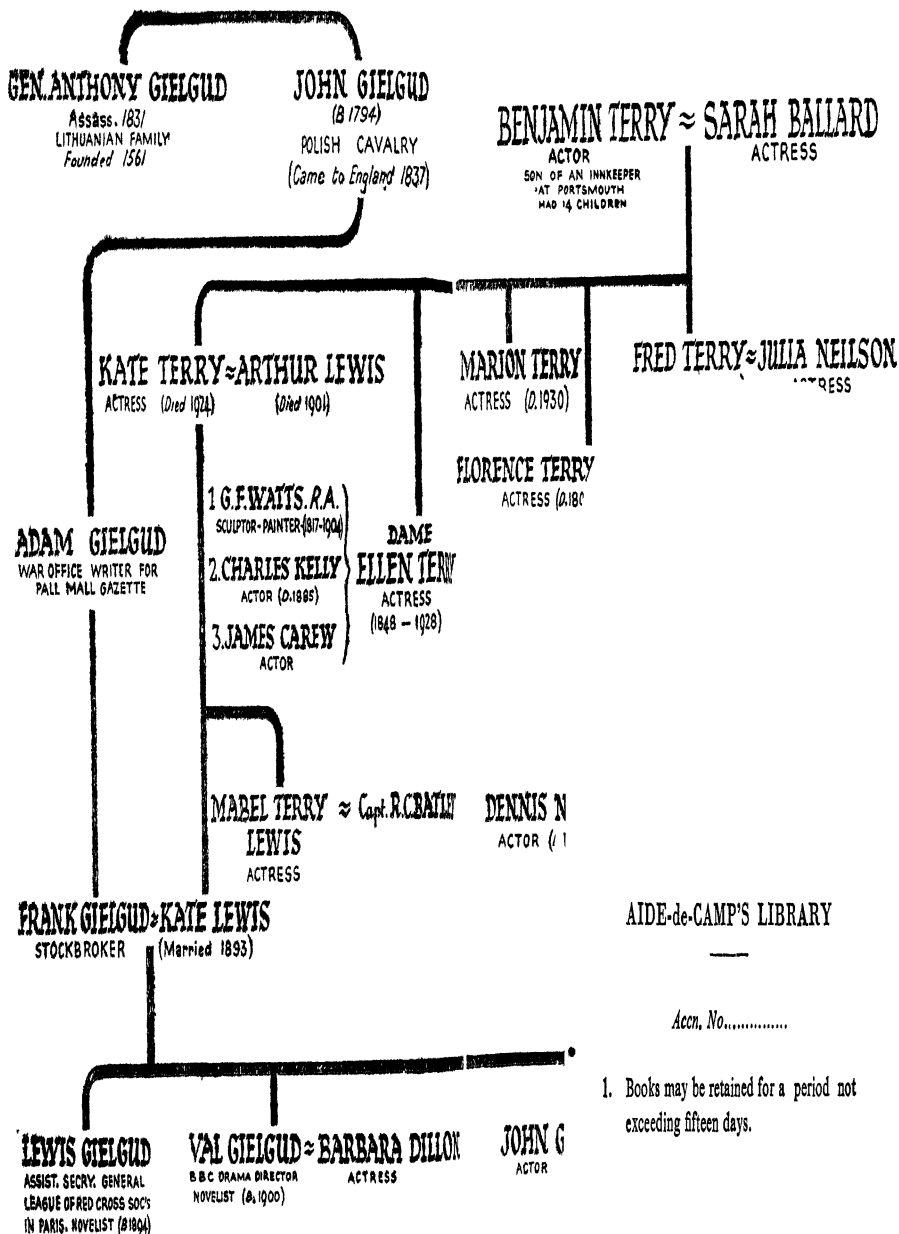 GEN. ANTHONY GIELGUD
Assass. 1831
LITHUANIAN FAMILY
Founded 1561
JOHN GIELGUD
(B 1794)
POLISH CAVALRY
(Came to England 1837)
BENJAMIN TERRY ≈ SARAH BALLARD
ACTOR
SON OF AN INNKEEPER
AT PORTSMOUTH
HAD 14 CHILDREN
ACTRESS
KATE TERRY ≈ ARTHUR LEWIS
ACTRESS (Died 1924) (Died 1901)
MARION TERRY
ACTRESS (D. 1930)
FRED TERRY ≈ JULIA NEILSON
FLORENCE TERRY
ACTRESS (D.
1 G.F. WATTS. R.A.
SCULPTOR-PAINTER-(1817-1904)
2. CHARLES KELLY
ACTOR (D. 1885)
3. JAMES CAREW
ACTOR
DAME
ELLEN TERRY
ACTRESS
(1848 – 1928)
ADAM GIELGUD
WAR OFFICE WRITER FOR
PALL MALL GAZETTE
MABEL TERRY ≈ Capt. R.C.
LEWIS
ACTRESS
DENNIS N
ACTOR
FRANK GIELGUD ≈ KATE LEWIS
STOCKBROKER (Married 1893)
LEWIS GIELGUD
ASSIST. SECRY. GENERAL
LEAGUE OF RED CROSS SOC'S
IN PARIS. NOVELIST (B 1894)
VAL GIELGUD ≈ BARBARA DILLON
BBC DRAMA DIRECTOR
NOVELIST (B. 1900)
ACTRESS
JOHN G
ACTOR
AIDE-de-CAMP'S LIBRARY
Accn. No..............
1. Books may be retained for a period not
exceeding fifteen days.